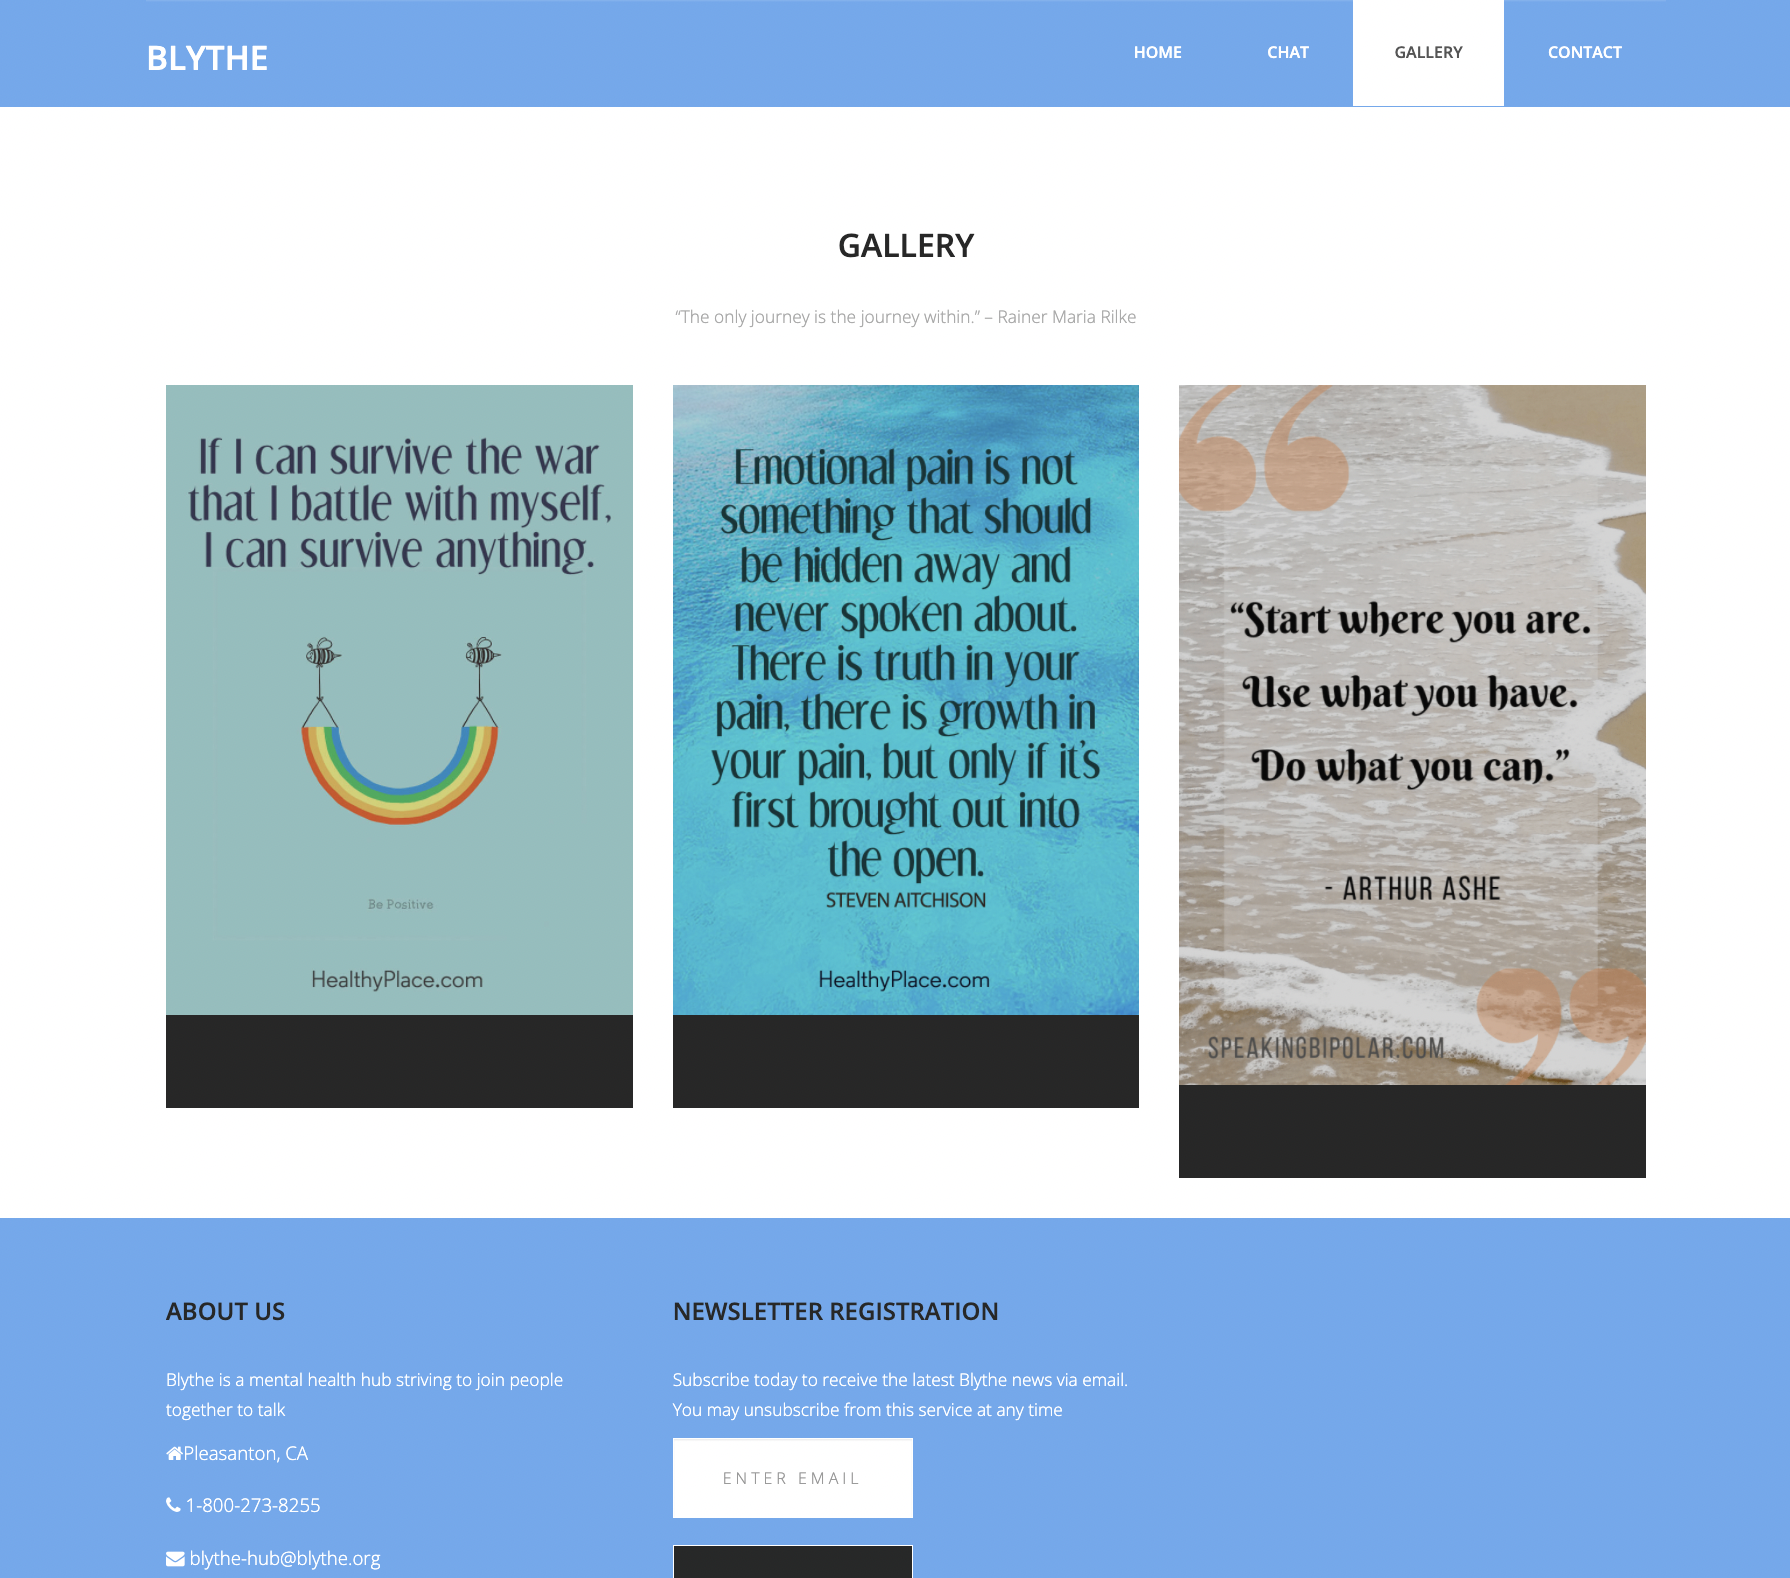 BLYTHE
HOME
CHAT
GALLERY
CONTACT
GALLERY
“The only journey is the journey within.” – Rainer Maria Rilke
If I can survive the war
that I battle with myself,
I can survive anything.
Be Positive
HealthyPlace.com
Emotional pain is not
something that should
be hidden away and
never spoken about.
There is truth in your
pain, there is growth in
your pain, but only if it's
first brought out into
the open.
STEVEN AITCHISON
HealthyPlace.com
“Start where you are.
Use what you have.
Do what you can.”
- ARTHUR ASHE
SPEAKINGBIPOLAR.COM
ABOUT US
Blythe is a mental health hub striving to join people
together to talk
Pleasanton, CA
1-800-273-8255
blythe-hub@blythe.org
NEWSLETTER REGISTRATION
Subscribe today to receive the latest Blythe news via email.
You may unsubscribe from this service at any time
ENTER EMAIL